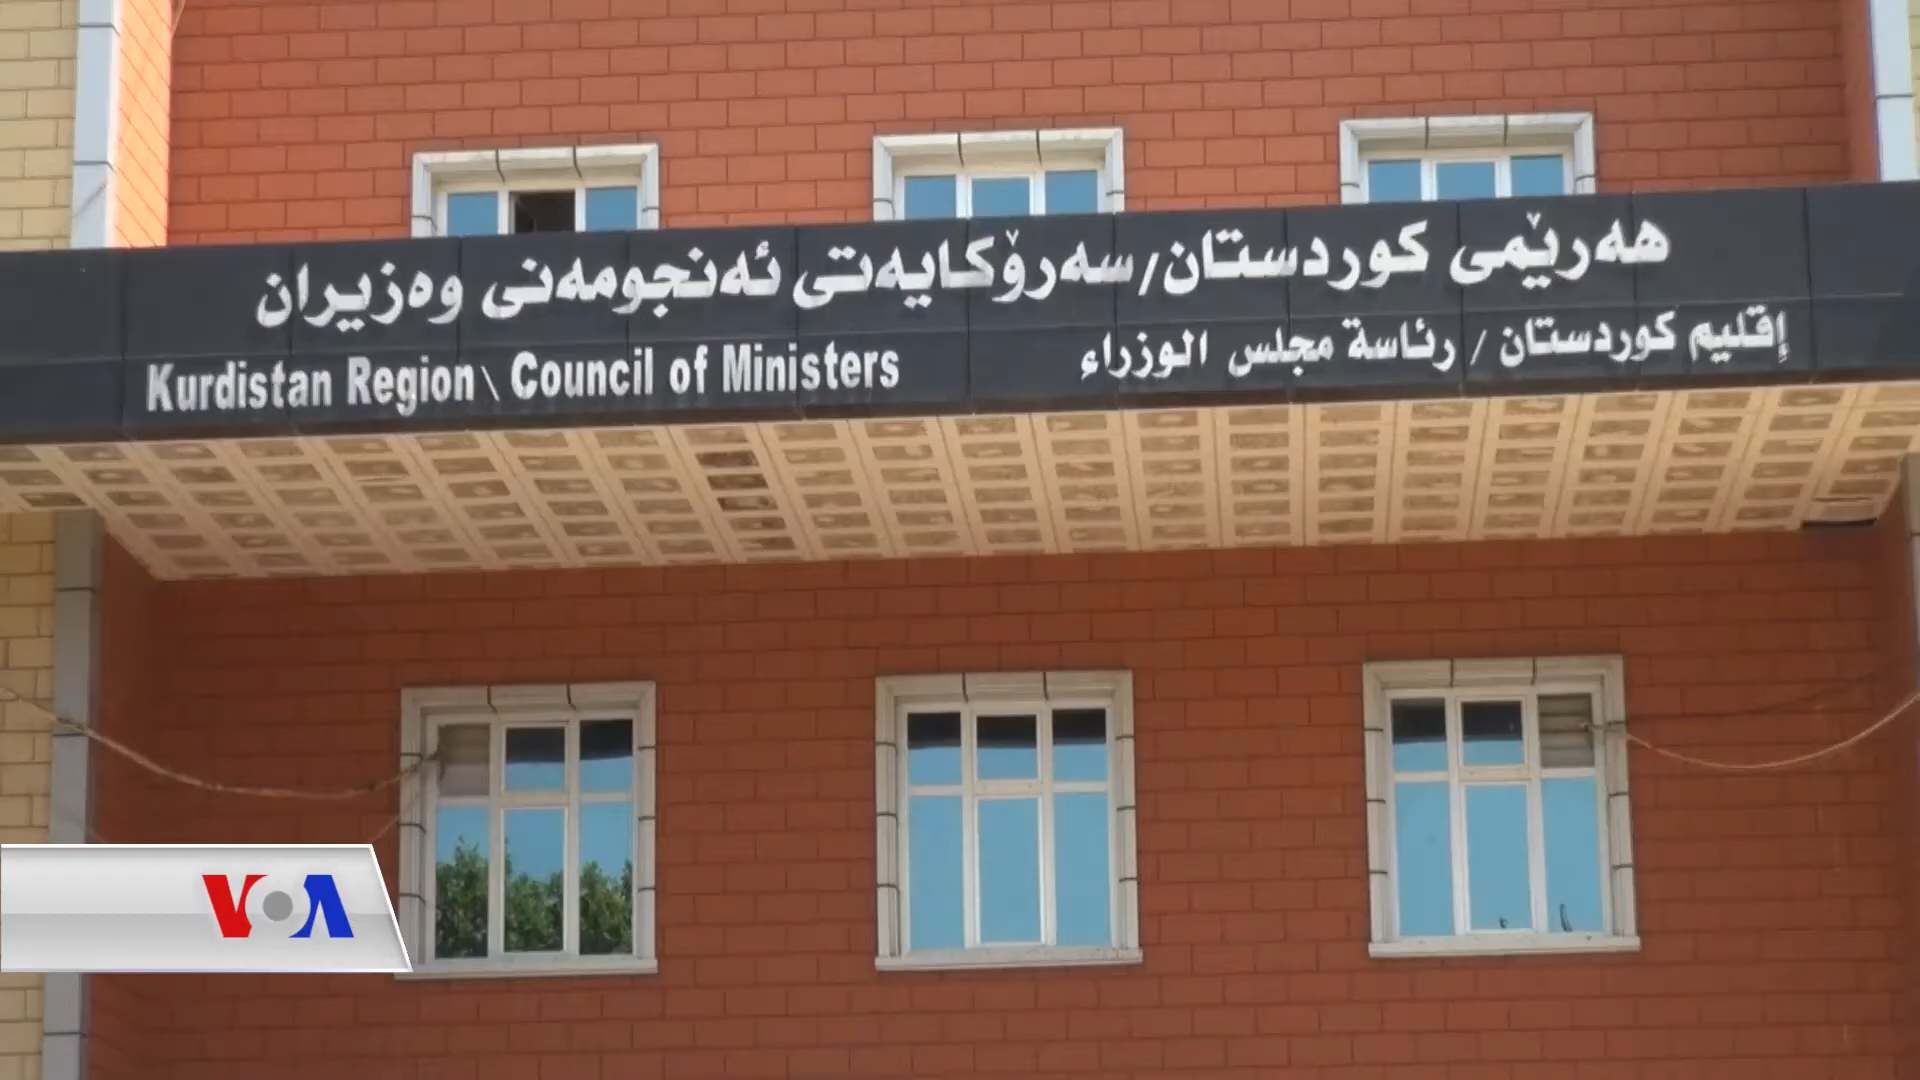 هەرێمی کوردستان/سەرۆکایەتی ئەنجومەنی وەزیران
إقليم كوردستان / رئاسة مجلس الوزراء
Kurdistan Region \ Council of Ministers
VOA